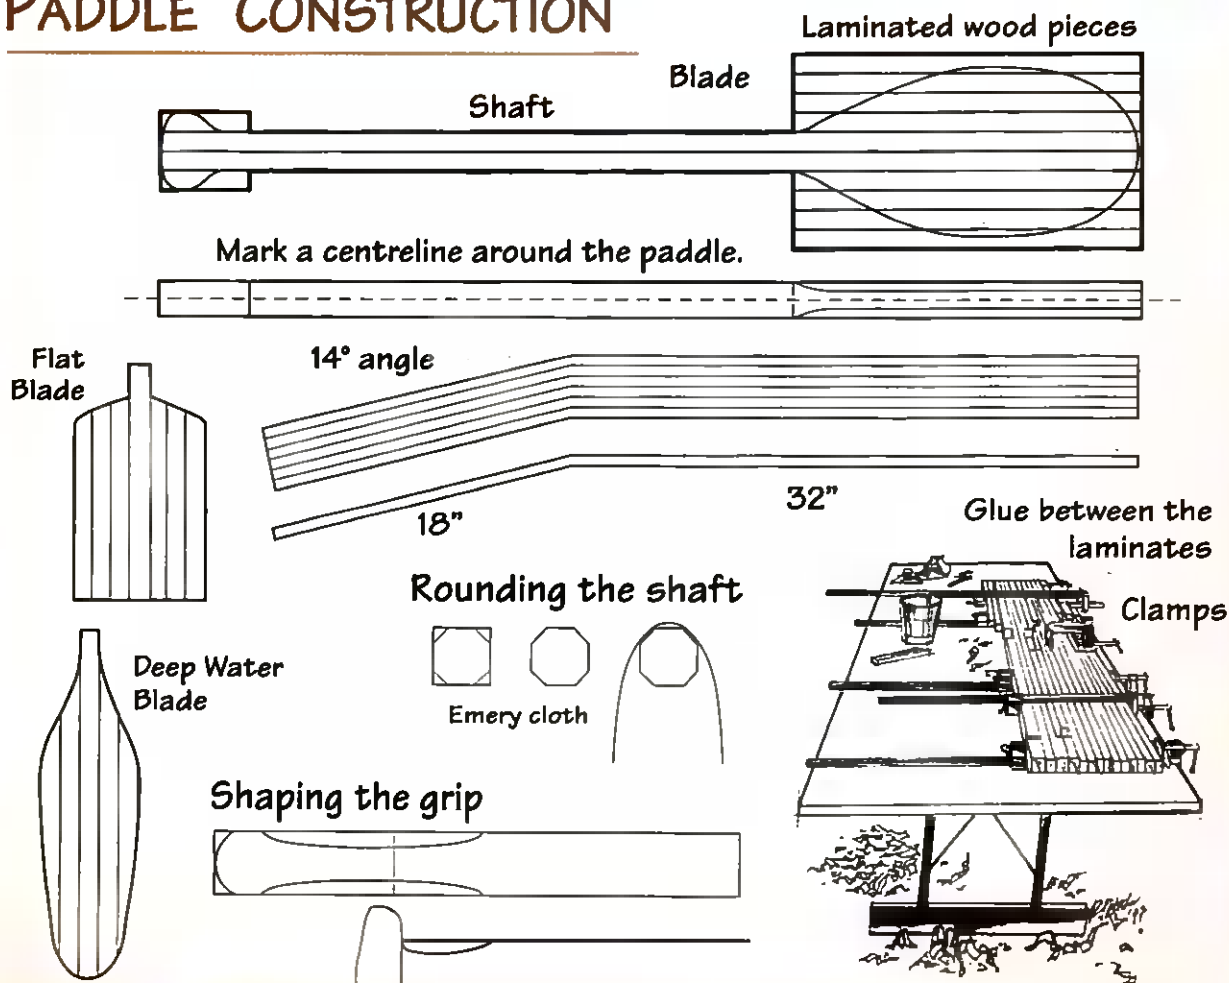 PADDLE CONSTRUCTION
Laminated wood pieces
Blade
Shaft
Mark a centreline around the paddle.
Flat
Blade
14° angle
18"
32"
Glue between the
laminates
Clamps
Rounding the shaft
Emery cloth
Deep Water
Blade
Shaping the grip